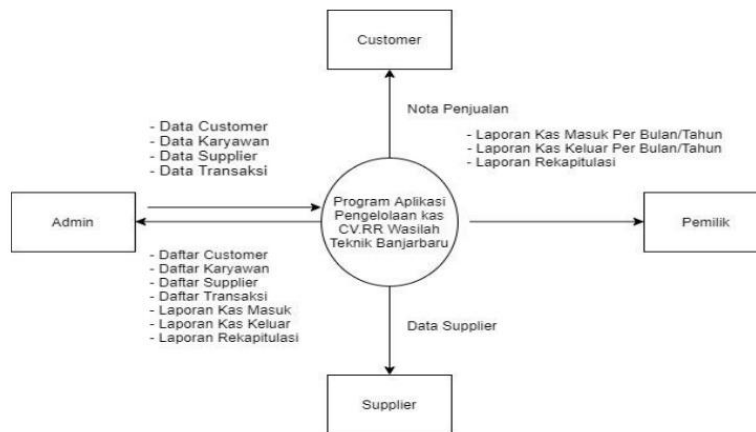 Customer
Nota Penjualan
- Data Customer
- Data Karyawan
- Data Supplier
- Data Transaksi
- Laporan Kas Masuk Per Bulan/Tahun
- Laporan Kas Keluar Per Bulan/Tahun
- Laporan Rekapitulasi
Admin
Program Aplikasi
Pengelolaan kas
CV.RR Wasilah
Teknik Banjarbaru
Pemilik
- Daftar Customer
- Daftar Karyawan
- Daftar Supplier
- Daftar Transaksi
- Laporan Kas Masuk
- Laporan Kas Keluar
- Laporan Rekapitulasi
Data Supplier
Supplier